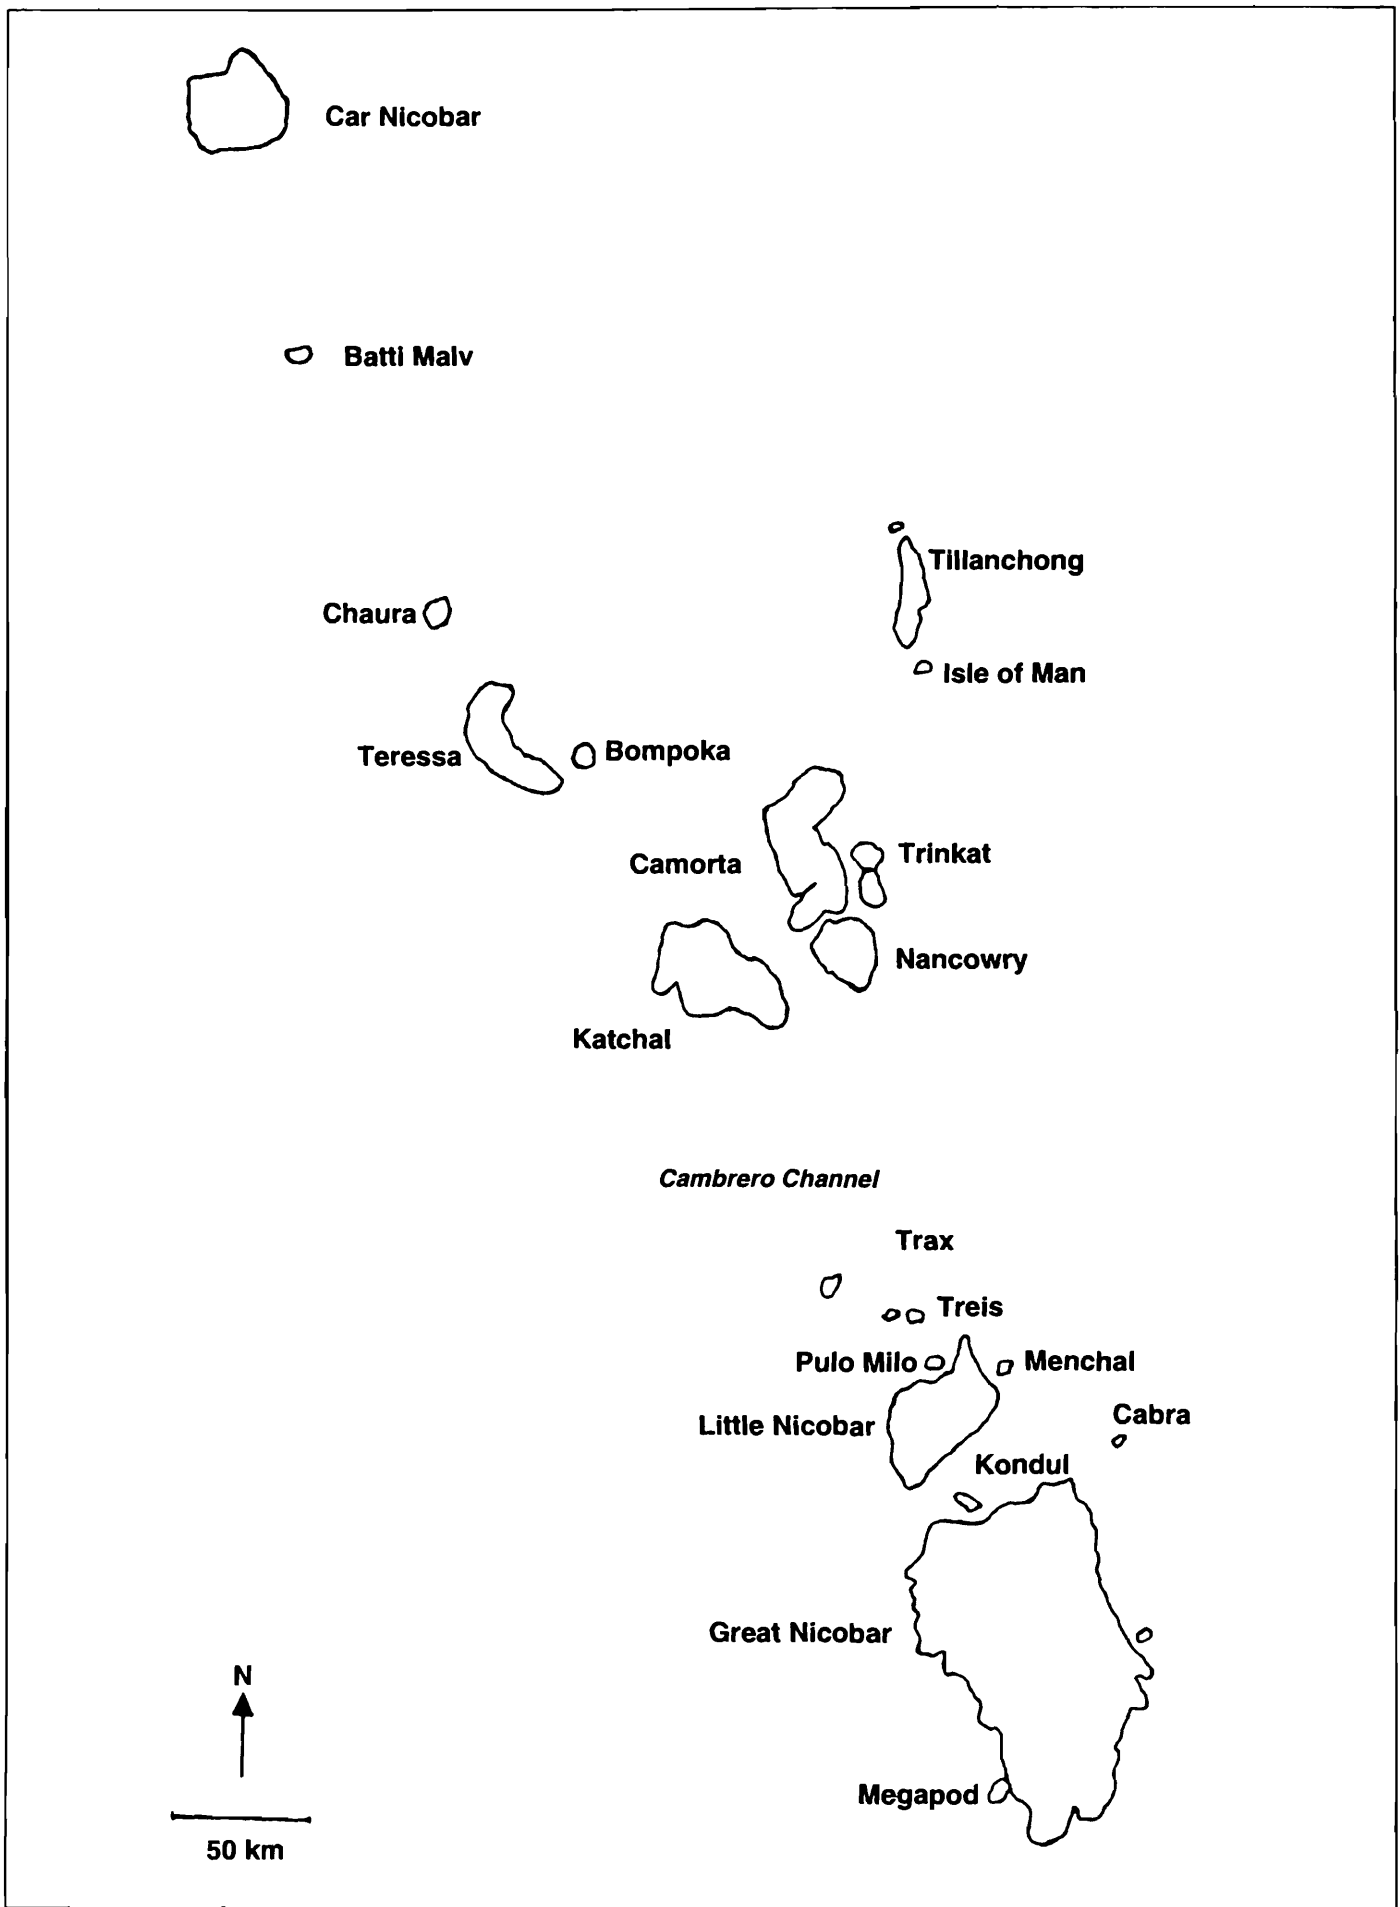 Car Nicobar
Batti Malv
Tillanchong
Chaura
Isle of Man
Teressa
Bompoka
Camorta
Trinkat
Nancowry
Katchal
Cambrero Channel
Trax
Treis
Pulo Milo
Menchal
Cabra
Little Nicobar
Kondul
Great Nicobar
N
Megapod
50 km